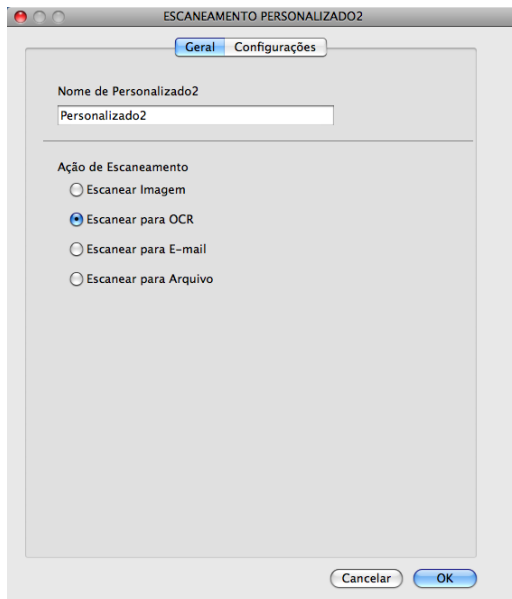 ESCANEAMENTO PERSONALIZADO2
Geral Configurações
Nome de Personalizado2
Personalizado2
Ação de Escaneamento
Escanear Imagem
Escanear para OCR
Escanear para E-mail
Escanear para Arquivo
Cancelar OK